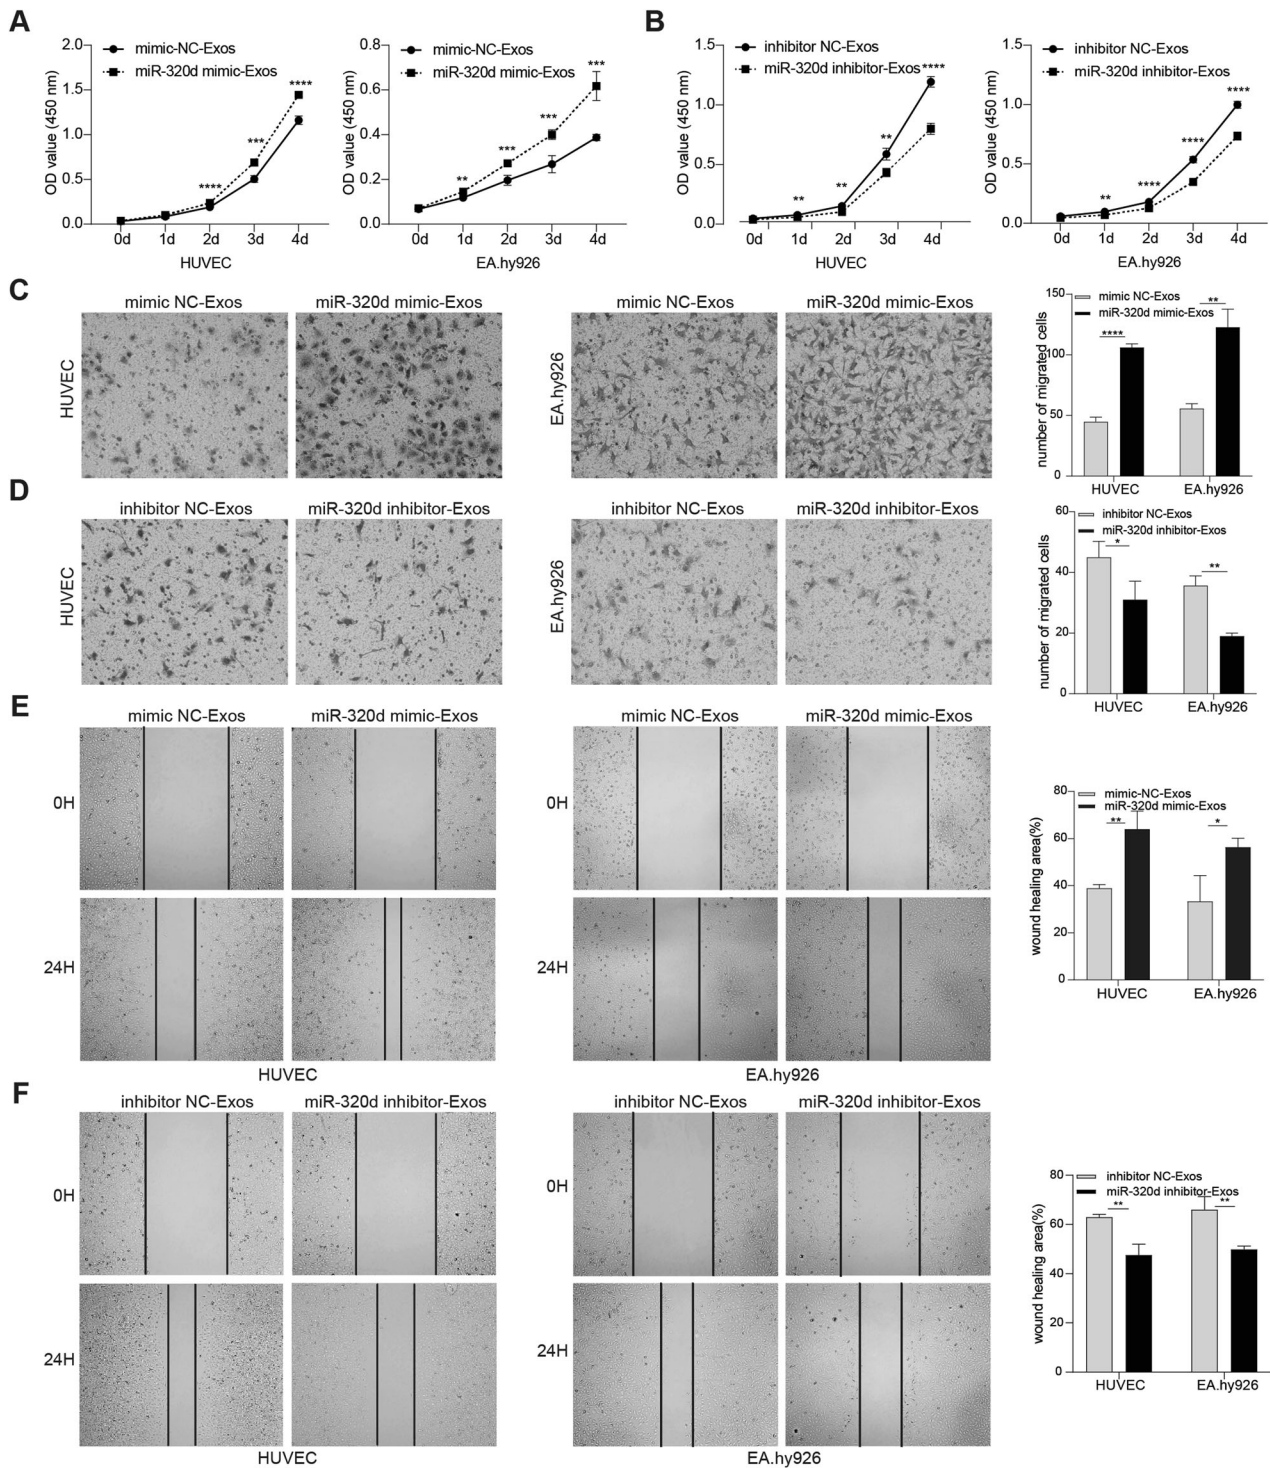 A
2.0
1.5
1.0
0.5
0.0
OD value (450 nm)
mimic-NC-Exos
miR-320d mimic-Exos
****
***
****
0d 1d 2d 3d 4d
HUVEC
0.8
0.6
0.4
0.2
0.0
OD value (450 nm)
mimic-NC-Exos
miR-320d mimic-Exos
**
***
***
***
0d 1d 2d 3d 4d
EA.hy926
B
1.5
1.0
0.5
0.0
OD value (450 nm)
inhibitor NC-Exos
miR-320d inhibitor-Exos
**
**
**
****
0d 1d 2d 3d 4d
HUVEC
1.5
1.0
0.5
0.0
OD value (450 nm)
inhibitor NC-Exos
miR-320d inhibitor-Exos
**
****
****
****
0d 1d 2d 3d 4d
EA.hy926
C
mimic NC-Exos
miR-320d mimic-Exos
HUVEC
mimic NC-Exos
miR-320d mimic-Exos
EA.hy926
150
100
50
0
number of migrated cells
mimic NC-Exos
miR-320d mimic-Exos
****
**
HUVEC
EA.hy926
D
inhibitor NC-Exos
miR-320d inhibitor-Exos
HUVEC
inhibitor NC-Exos
miR-320d inhibitor-Exos
EA.hy926
60
40
20
0
number of migrated cells
inhibitor NC-Exos
miR-320d inhibitor-Exos
*
**
HUVEC
EA.hy926
E
mimic NC-Exos
miR-320d mimic-Exos
0H
24H
HUVEC
mimic NC-Exos
miR-320d mimic-Exos
0H
24H
EA.hy926
80
60
40
20
0
wound healing area(%)
mimic-NC-Exos
miR-320d mimic-Exos
**
*
HUVEC
EA.hy926
F
inhibitor NC-Exos
miR-320d inhibitor-Exos
0H
24H
HUVEC
inhibitor NC-Exos
miR-320d inhibitor-Exos
0H
24H
EA.hy926
80
60
40
20
0
wound healing area(%)
inhibitor NC-Exos
miR-320d inhibitor-Exos
**
**
HUVEC
EA.hy926